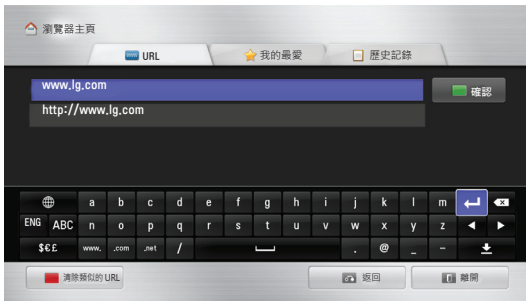 瀏覽器主頁
URL 我的最愛 歷史記錄
www.lg.com 確認
http://www.lg.com
a b c d e f g h i j k l m
ENG ABC n o p q r s t u v w x y z
$€£ www. .com .net / . @ _ -
清除類似的 URL 返回 離開